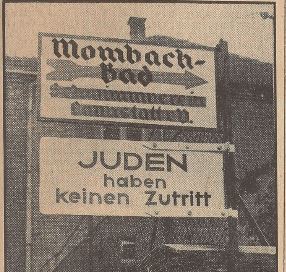 Mombach-
Bad
JUDEN
haben
keinen Zutritt